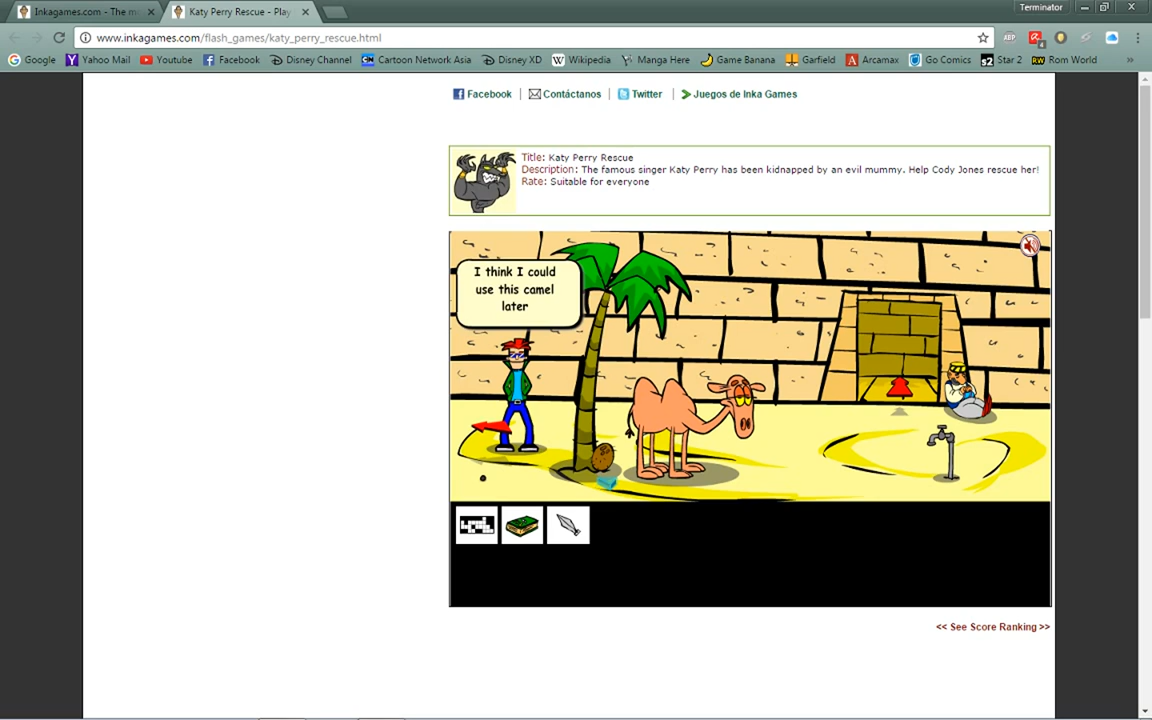 Inkagames.com - The m
Katy Perry Rescue - Play
Terminator
www.inkagames.com/flash_games/katy_perry_rescue.html
ABP
4
Google
Yahoo Mail
Youtube
Facebook
Disney Channel
Cartoon Network Asia
Disney XD
Wikipedia
Manga Here
Game Banana
Garfield
Arcamax
Go Comics
Star 2
Rom World
Facebook | Contáctanos | Twitter | Juegos de Inka Games
Title: Katy Perry Rescue
Description: The famous singer Katy Perry has been kidnapped by an evil mummy. Help Cody Jones rescue her!
Rate: Suitable for everyone
I think I could
use this camel
later
<< See Score Ranking >>